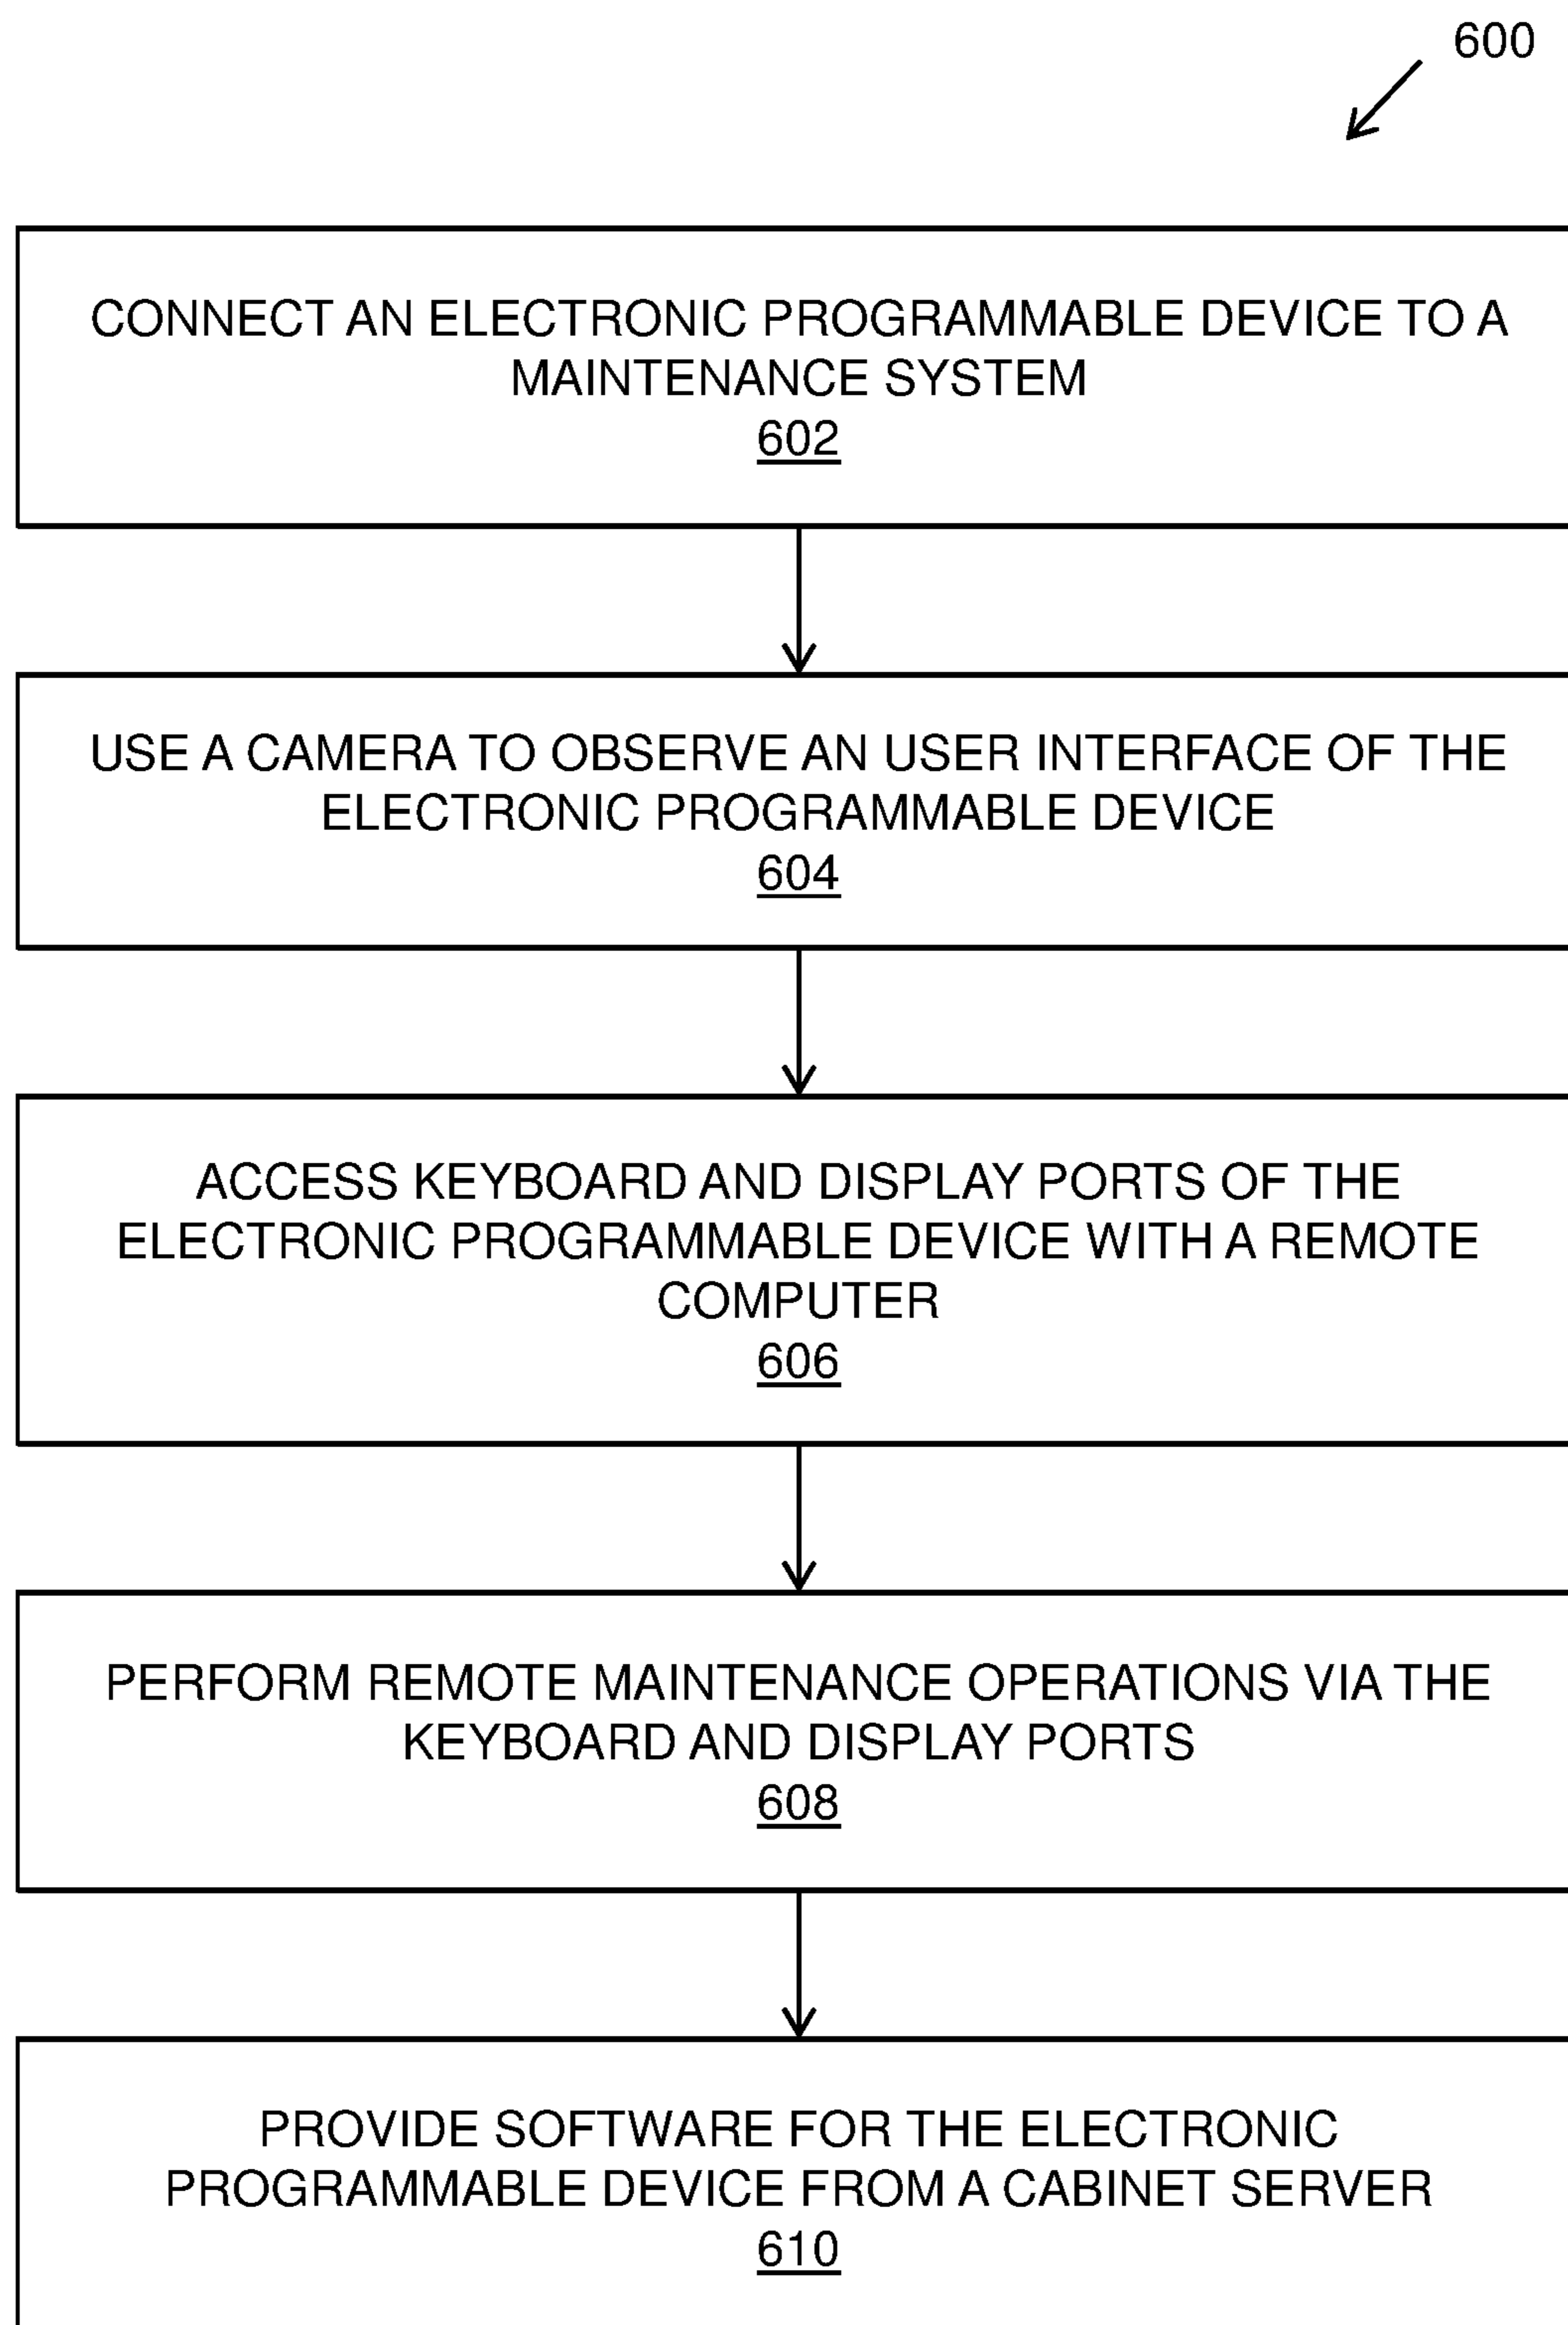 600
CONNECT AN ELECTRONIC PROGRAMMABLE DEVICE TO A
MAINTENANCE SYSTEM
602
USE A CAMERA TO OBSERVE AN USER INTERFACE OF THE
ELECTRONIC PROGRAMMABLE DEVICE
604
ACCESS KEYBOARD AND DISPLAY PORTS OF THE
ELECTRONIC PROGRAMMABLE DEVICE WITH A REMOTE
COMPUTER
606
PERFORM REMOTE MAINTENANCE OPERATIONS VIA THE
KEYBOARD AND DISPLAY PORTS
608
PROVIDE SOFTWARE FOR THE ELECTRONIC
PROGRAMMABLE DEVICE FROM A CABINET SERVER
610